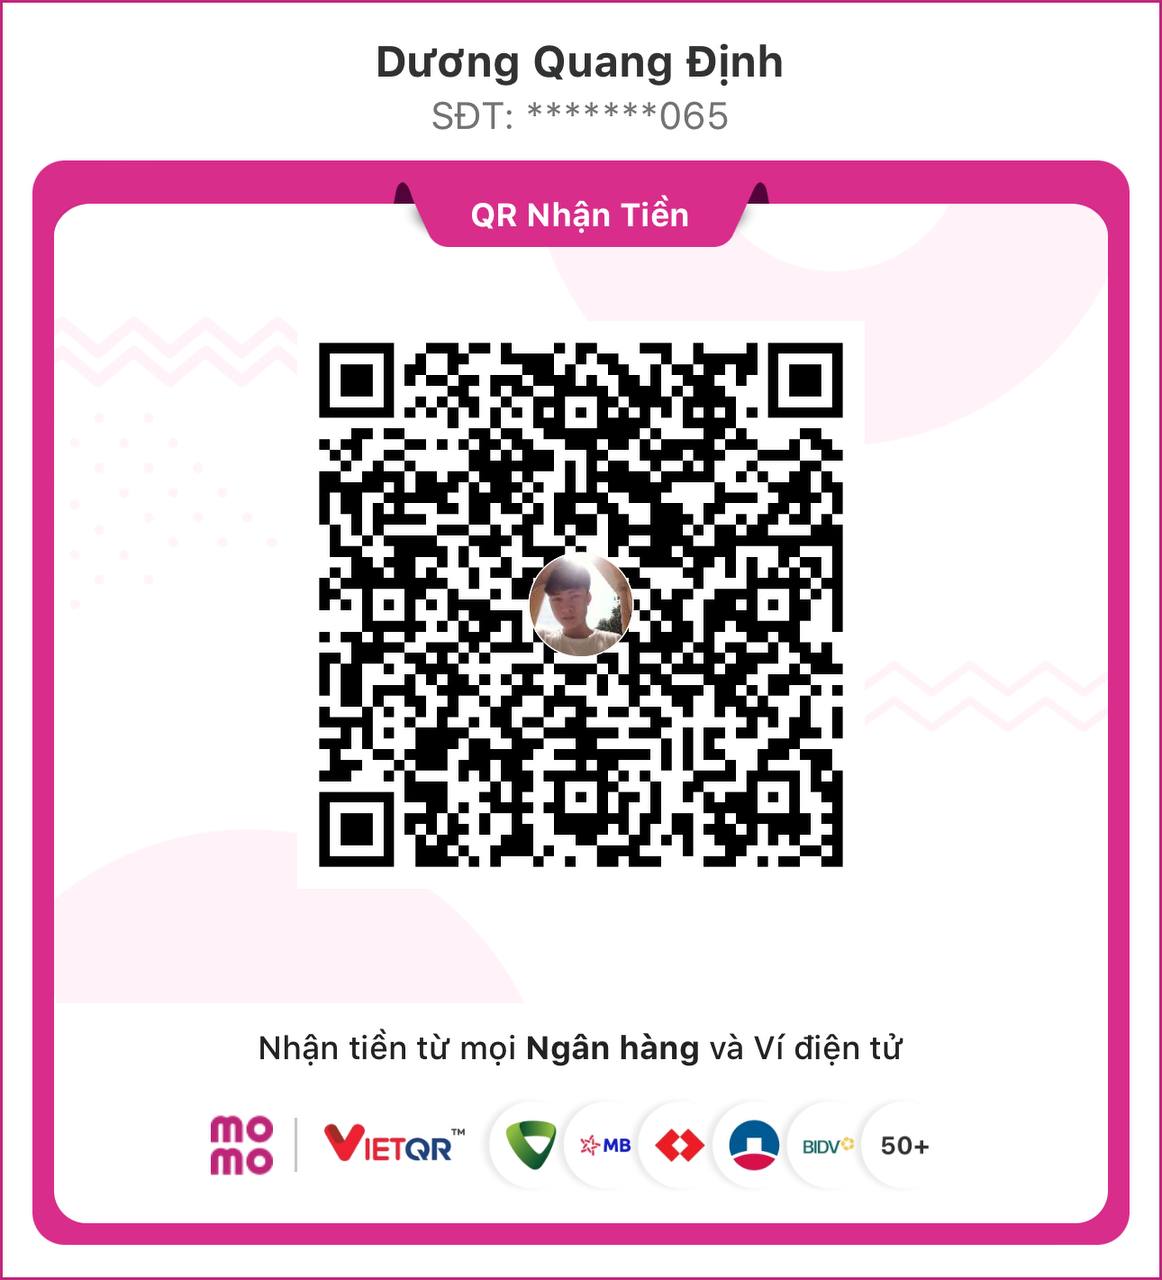 Dương Quang Định
SĐT: *******065
QR Nhận Tiền
Nhận tiền từ mọi Ngân hàng và Ví điện tử
mo
mo
VIETQR™
MB
BIDV
50+